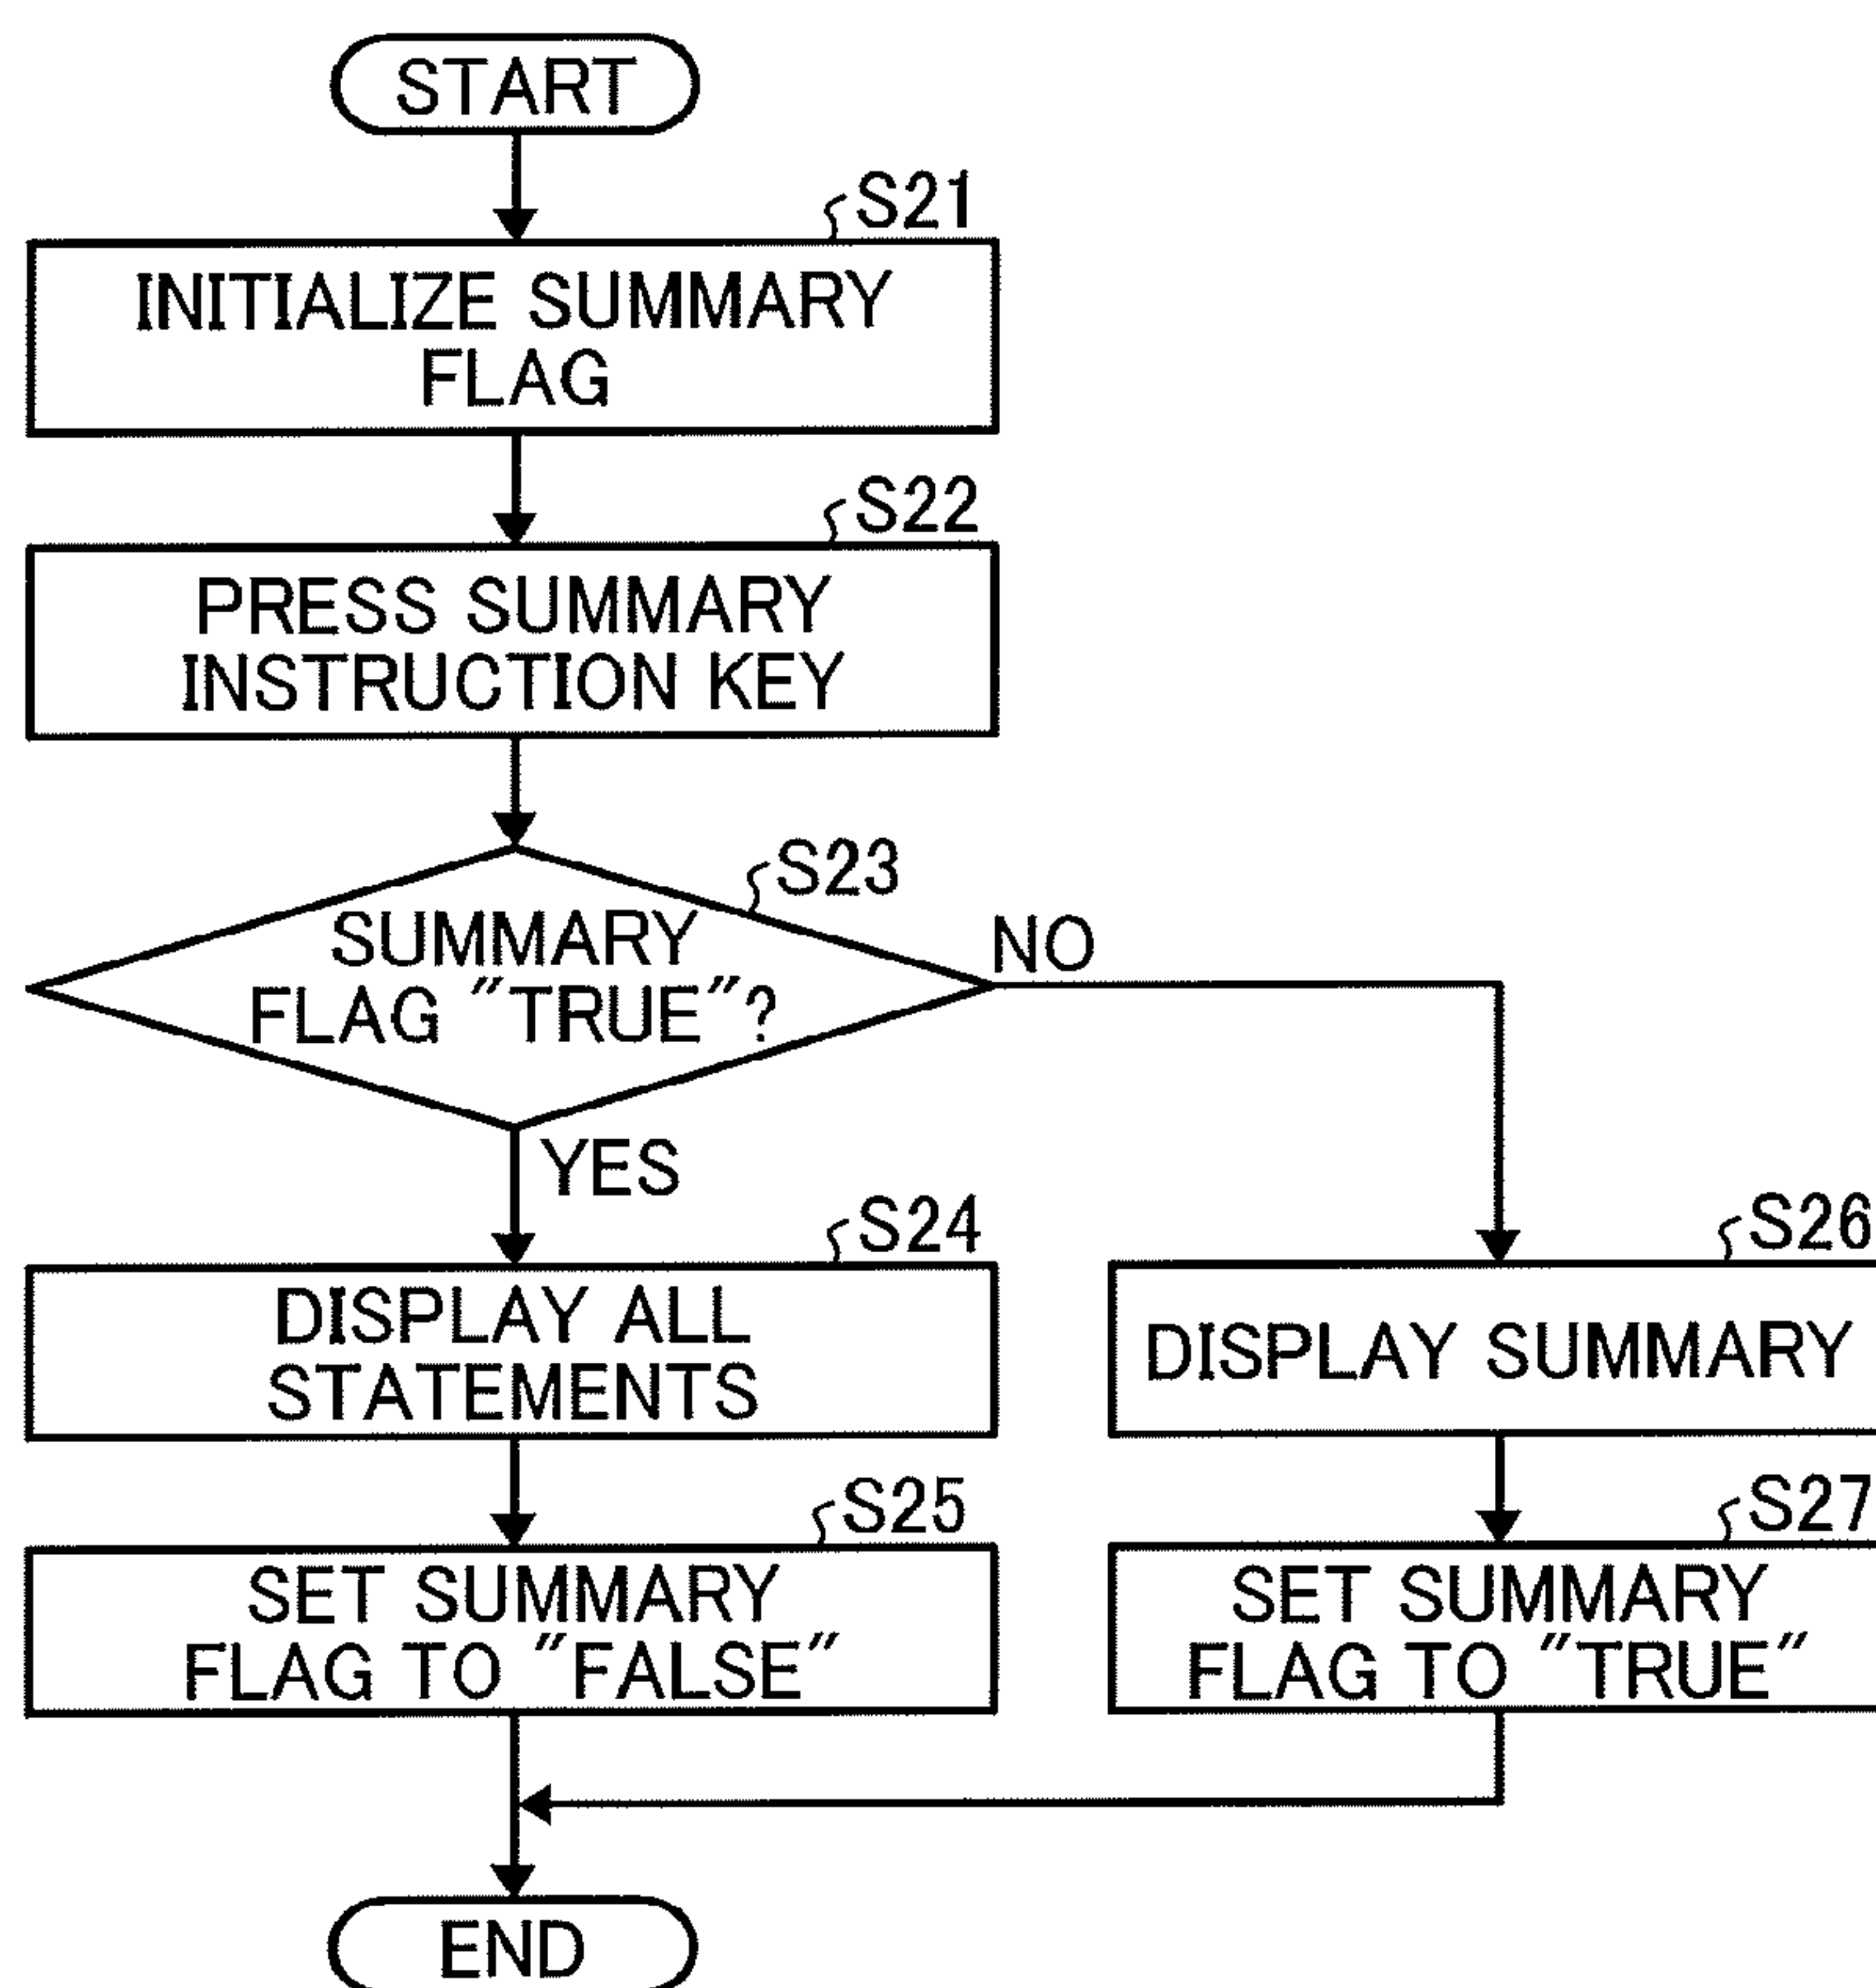 START
S21
INITIALIZE SUMMARY
FLAG
S22
PRESS SUMMARY
INSTRUCTION KEY
S23
SUMMARY
FLAG "TRUE"?
NO
YES
S24
DISPLAY ALL
STATEMENTS
S26
DISPLAY SUMMARY
S25
SET SUMMARY
FLAG TO "FALSE"
S27
SET SUMMARY
FLAG TO "TRUE"
END